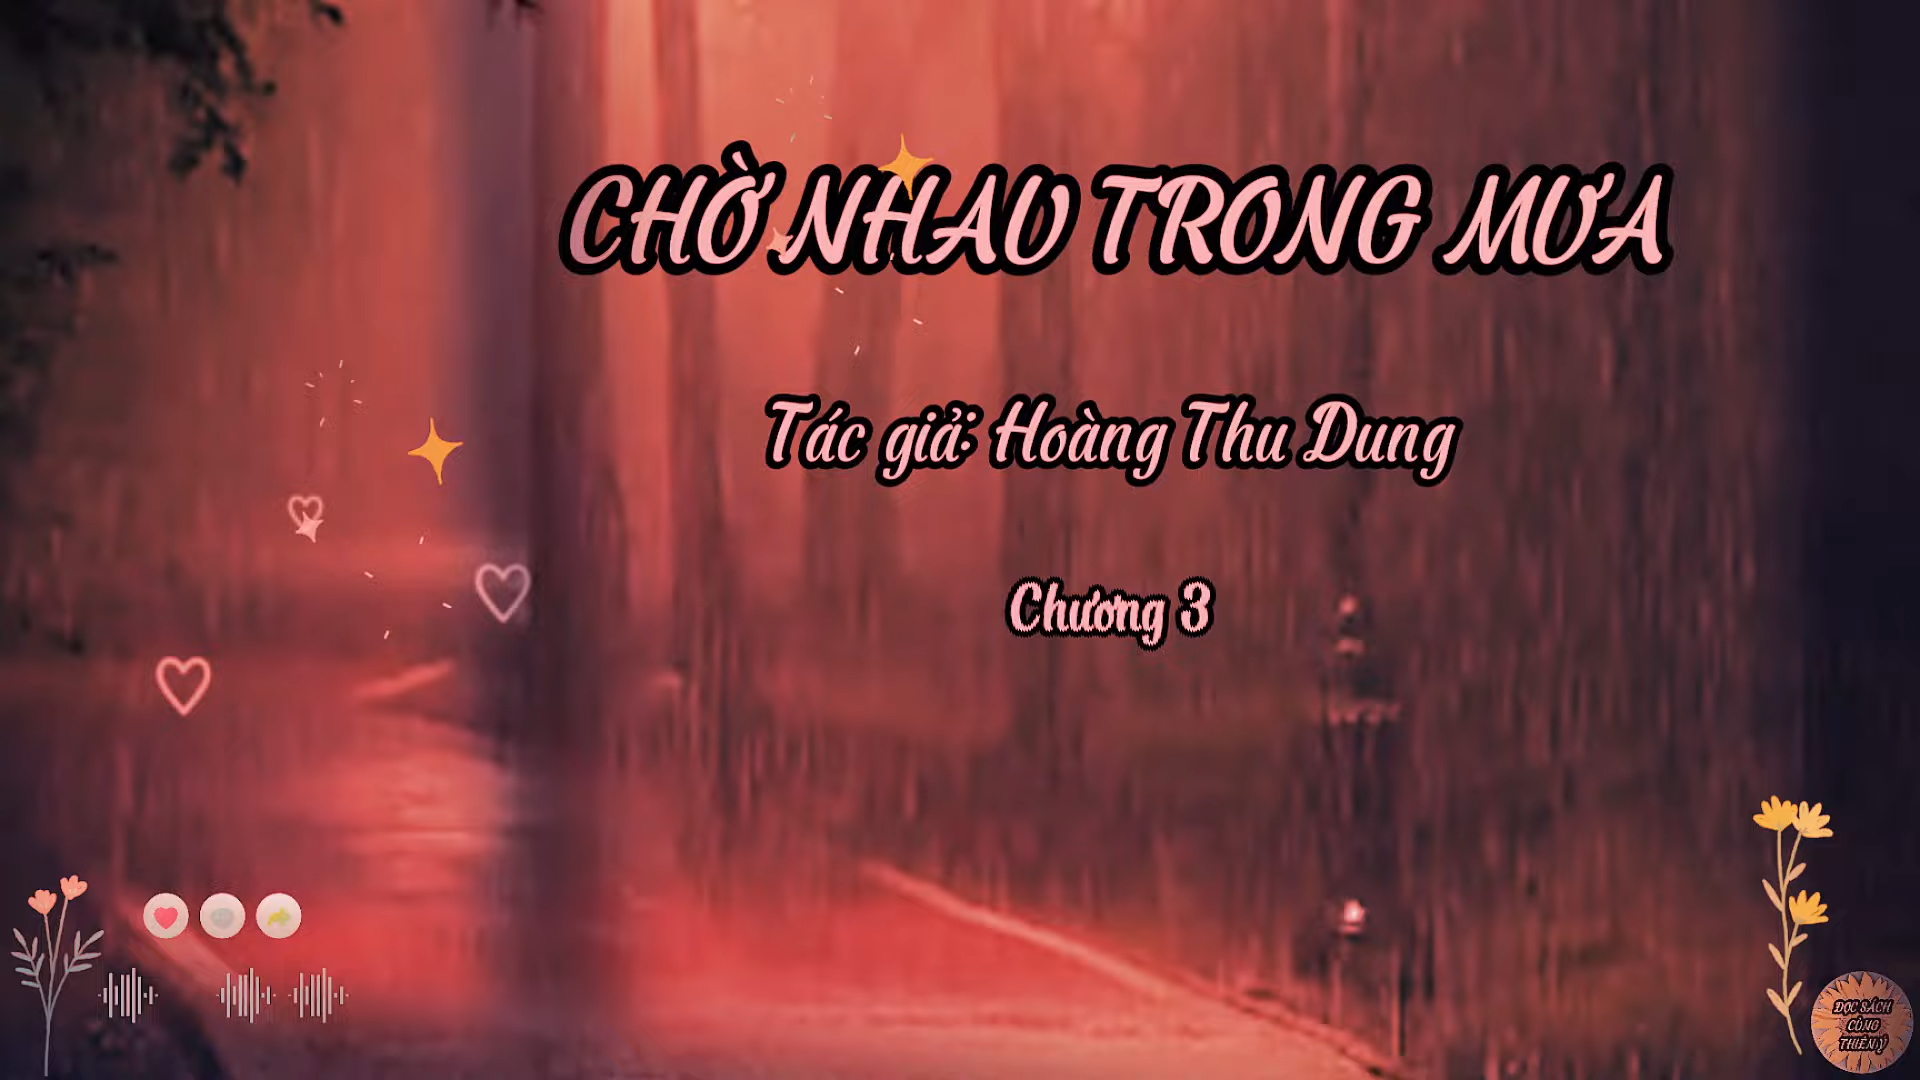 CHỜ NHAU TRONG MƯA
Tác giả: Hoàng Thu Dung
Chương 3
ĐỌC SÁCH
CÙNG
THIÊN Ý